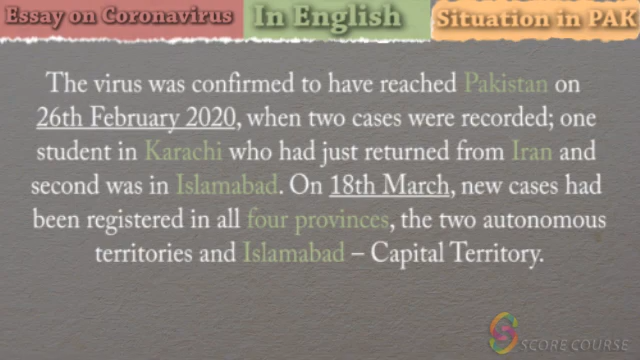 Essay on Coronavirus
In English
Situation in PAK
The virus was confirmed to have reached Pakistan on
26th February 2020, when two cases were recorded; one
student in Karachi who had just returned from Iran and
second was in Islamabad. On 18th March, new cases had
been registered in all four provinces, the two autonomous
territories and Islamabad – Capital Territory.
SCORE COURSE